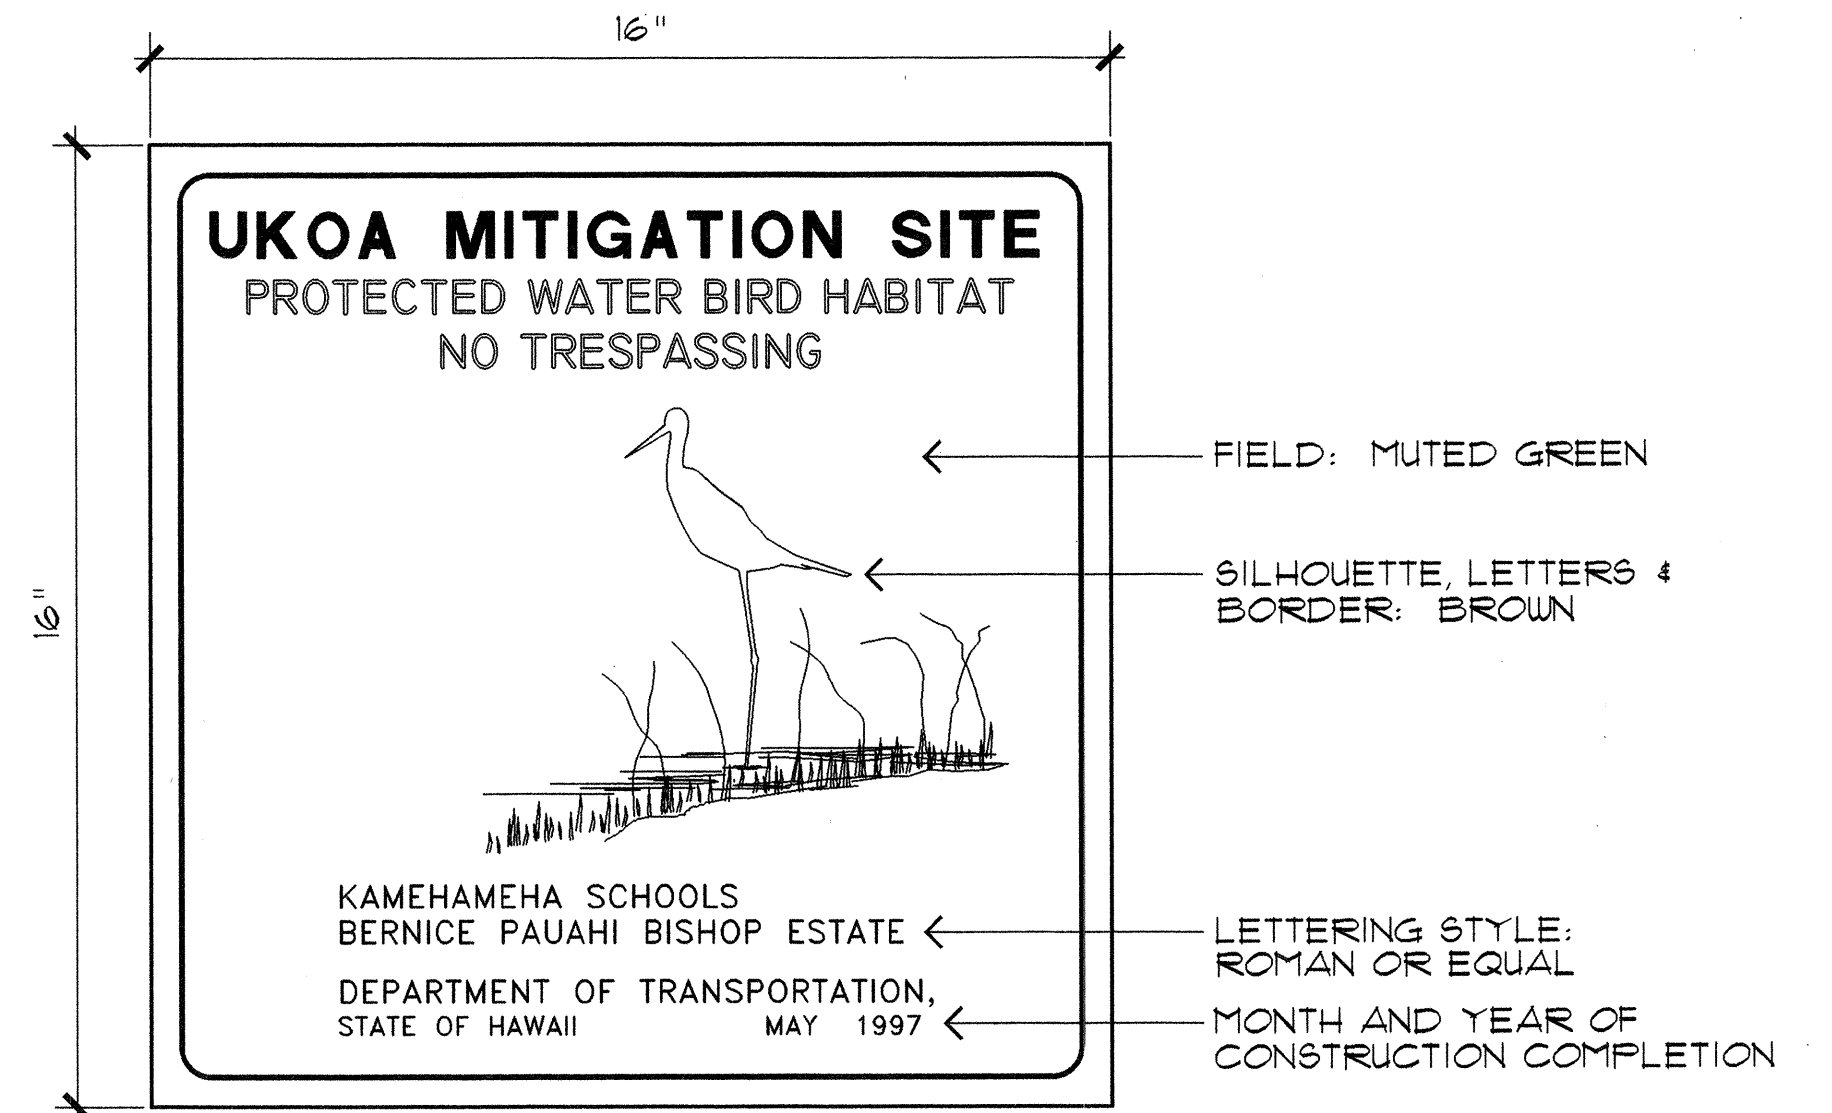 16"
16"
UKOA MITIGATION SITE
PROTECTED WATER BIRD HABITAT
NO TRESPASSING
FIELD: MUTED GREEN
SILHOUETTE, LETTERS &
BORDER: BROWN
KAMEHAMEHA SCHOOLS
BERNICE PAUAHI BISHOP ESTATE
LETTERING STYLE:
ROMAN OR EQUAL
DEPARTMENT OF TRANSPORTATION,
STATE OF HAWAII MAY 1997
MONTH AND YEAR OF
CONSTRUCTION COMPLETION